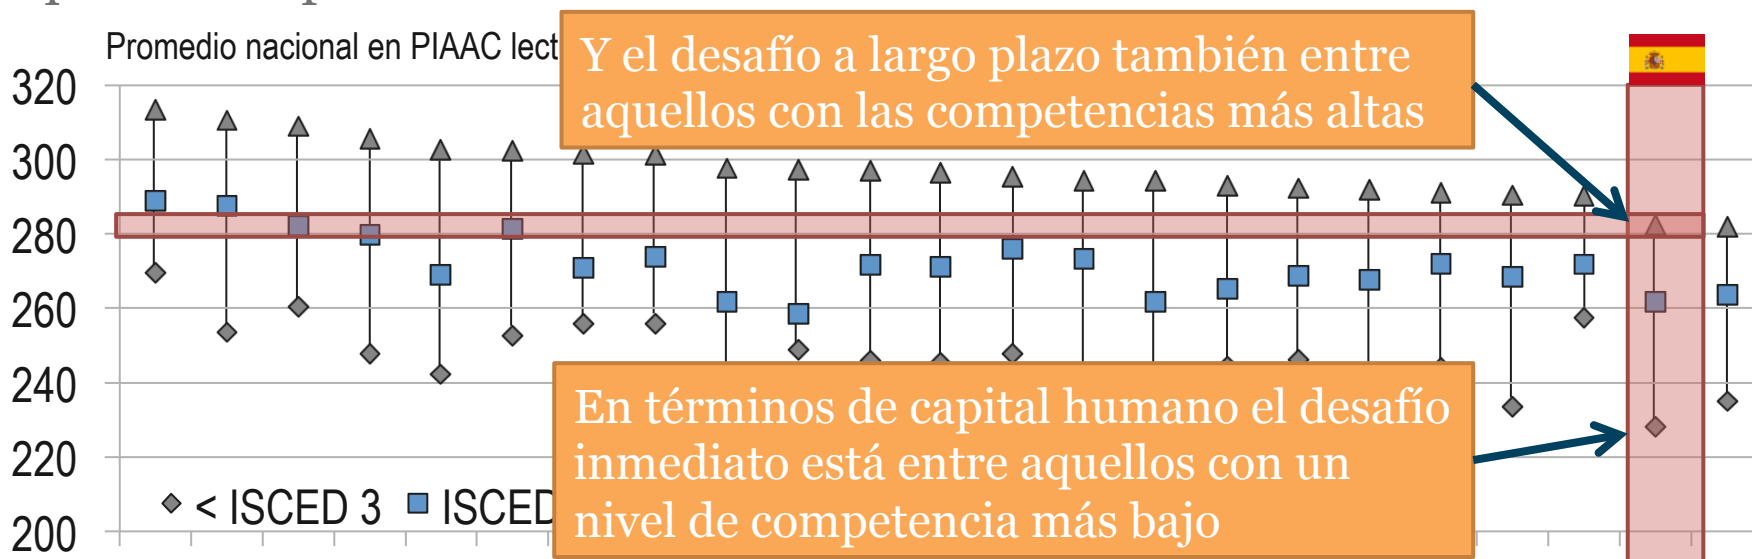 Promedio nacional en PIAAC lect
Y el desafío a largo plazo también entre
aquellos con las competencias más altas
320
300
280
260
240
220
200
En términos de capital humano el desafío
inmediato está entre aquellos con un
nivel de competencia más bajo
< ISCED 3
ISCED